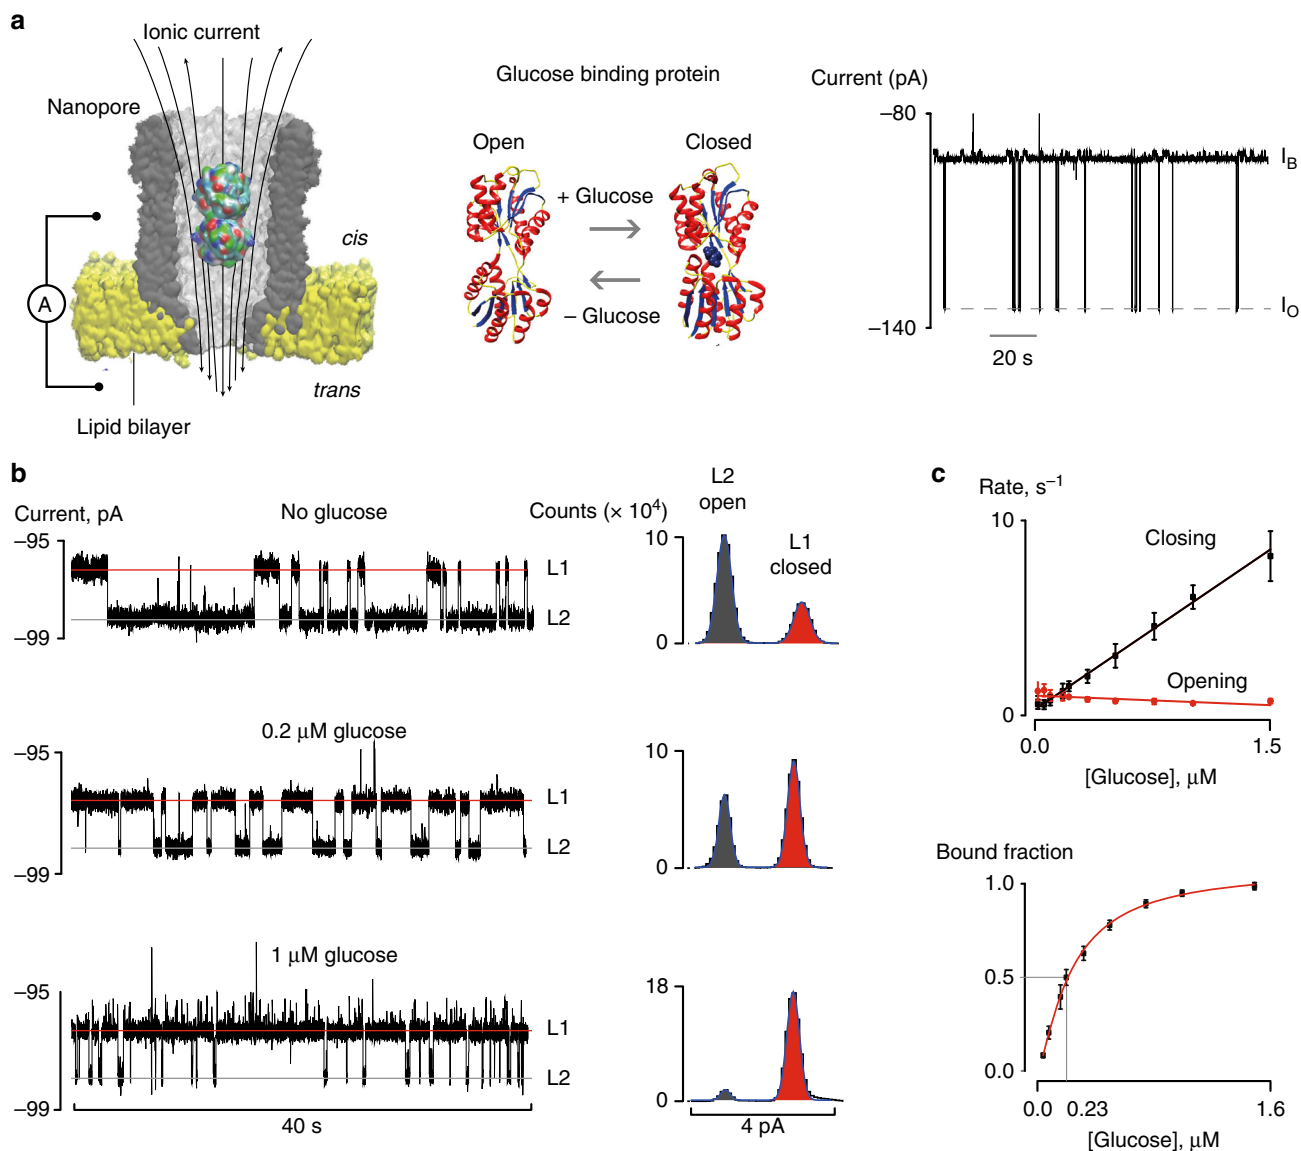 a
Ionic current
Nanopore
A
cis
trans
Lipid bilayer
Glucose binding protein
Open
Closed
+ Glucose
– Glucose
Current (pA)
–80
–140
I_B
I_O
20 s
b
Current, pA
No glucose
Counts (× 10⁴)
L2
open
L1
closed
–95
–99
L1
L2
10
0
0.2 μM glucose
–95
–99
L1
L2
10
0
1 μM glucose
–95
–99
L1
L2
18
0
40 s
4 pA
c
Rate, s⁻¹
10
0
Closing
Opening
0.0
1.5
[Glucose], μM
Bound fraction
1.0
0.5
0.0
0.0
0.23
1.6
[Glucose], μM